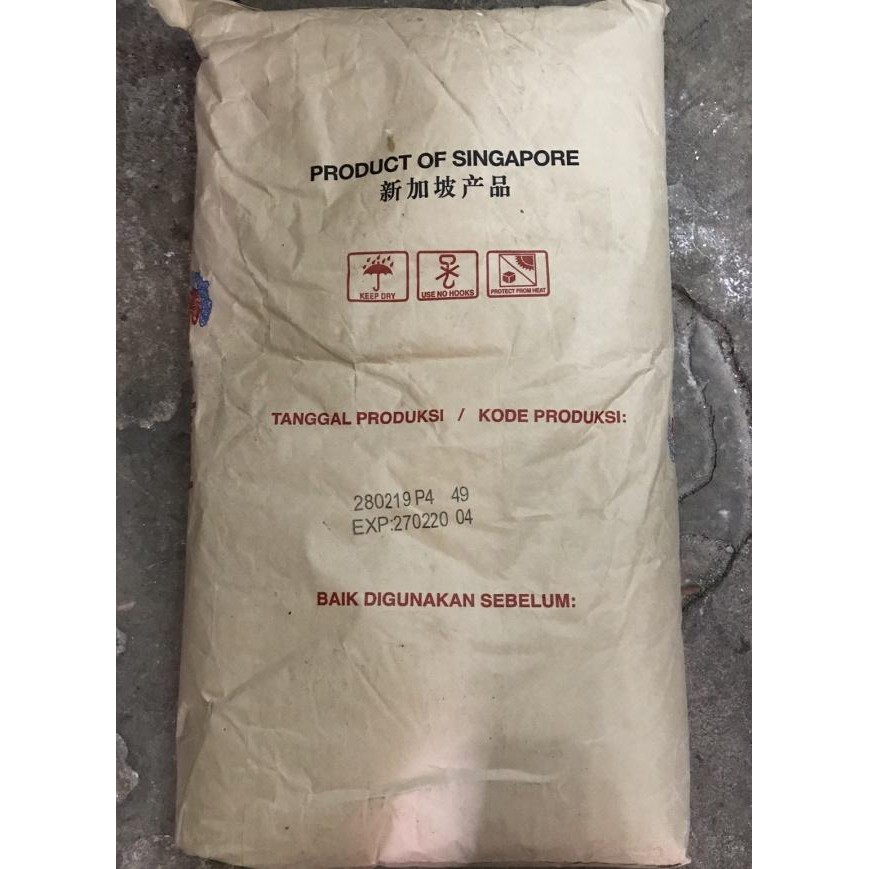 PRODUCT OF SINGAPORE
新加坡产品
KEEP DRY
USE NO HOOKS
PROTECT FROM HEAT
TANGGAL PRODUKSI / KODE PRODUKSI:
280219 P4 49
EXP:270220 04
BAIK DIGUNAKAN SEBELUM: